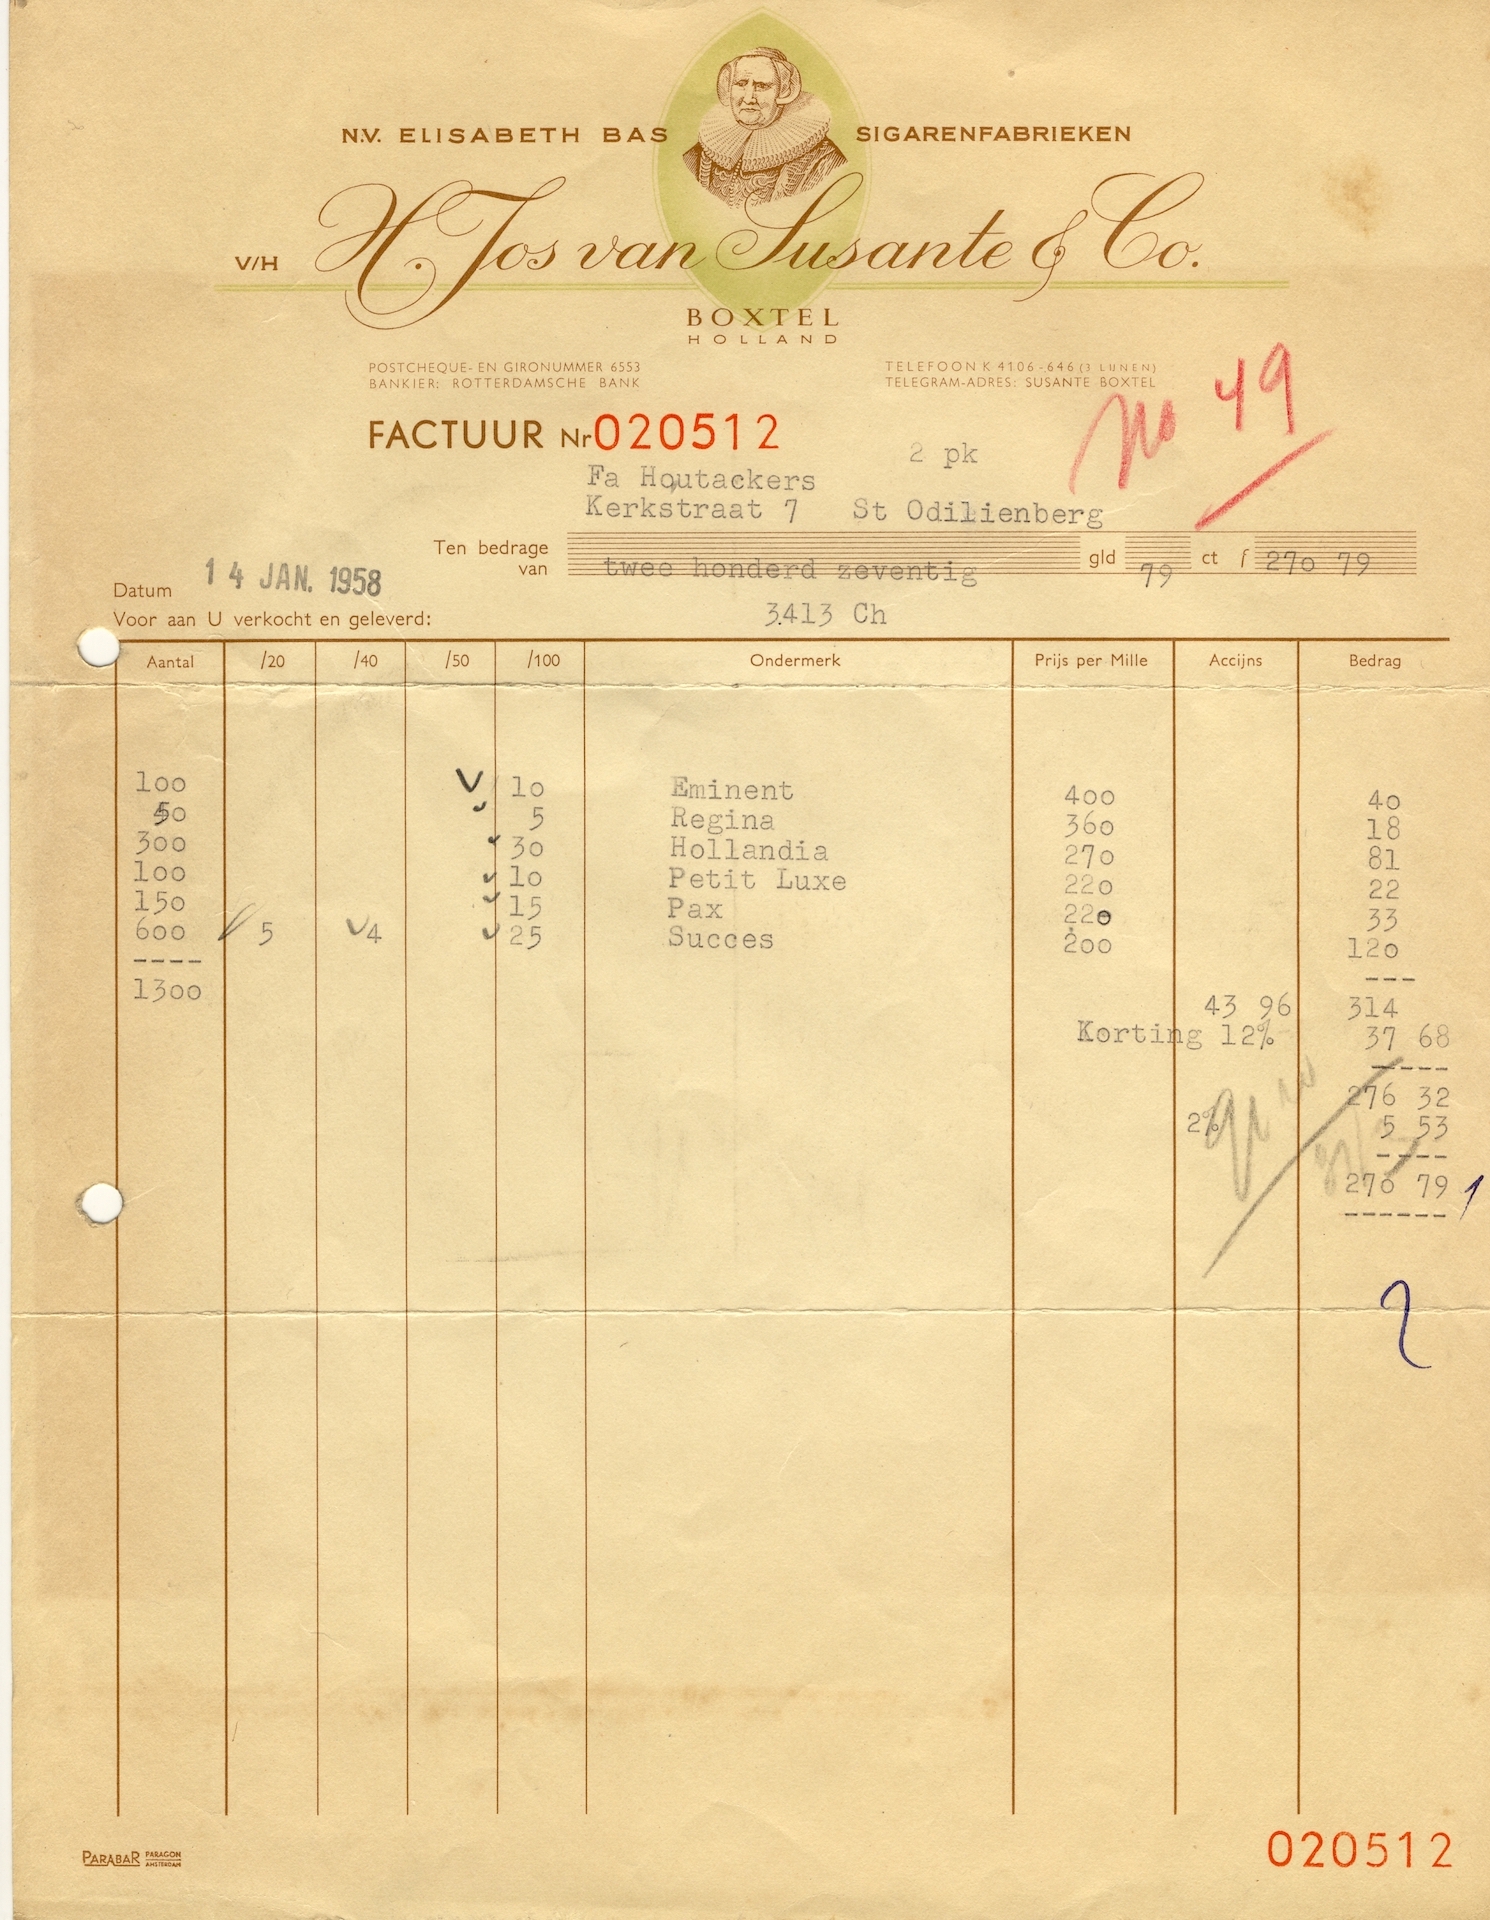 N.V. ELISABETH BAS SIGARENFABRIEKEN
V/H H. Jos van Susante & Co.
BOXTEL
HOLLAND
POSTCHEQUE- EN GIRONUMMER 6553 TELEFOON K 4106-646 (3 LIJNEN)
BANKIER: ROTTERDAMSCHE BANK TELEGRAM-ADRES: SUSANTE BOXTEL
No 49
FACTUUR Nr 020512
2 pk
Fa Houtackers
Kerkstraat 7 St Odilienberg
Ten bedrage van twee honderd zeventig gld 79 ct f 270 79
Datum 14 JAN. 1958
Voor aan U verkocht en geleverd: 3413 Ch
Aantal /20 /40 /50 /100 Ondermerk Prijs per Mille Accijns Bedrag
100 10 Eminent 400 40
50 5 Regina 360 18
300 30 Hollandia 270 81
100 10 Petit Luxe 220 22
150 15 Pax 220 33
600 5 4 25 Succes 200 120
----
---
1300
43 96 314
Korting 12% 37 68
-----
276 32
2% 5 53
----
270 79
------
PARABAR PARAGON AMSTERDAM
020512